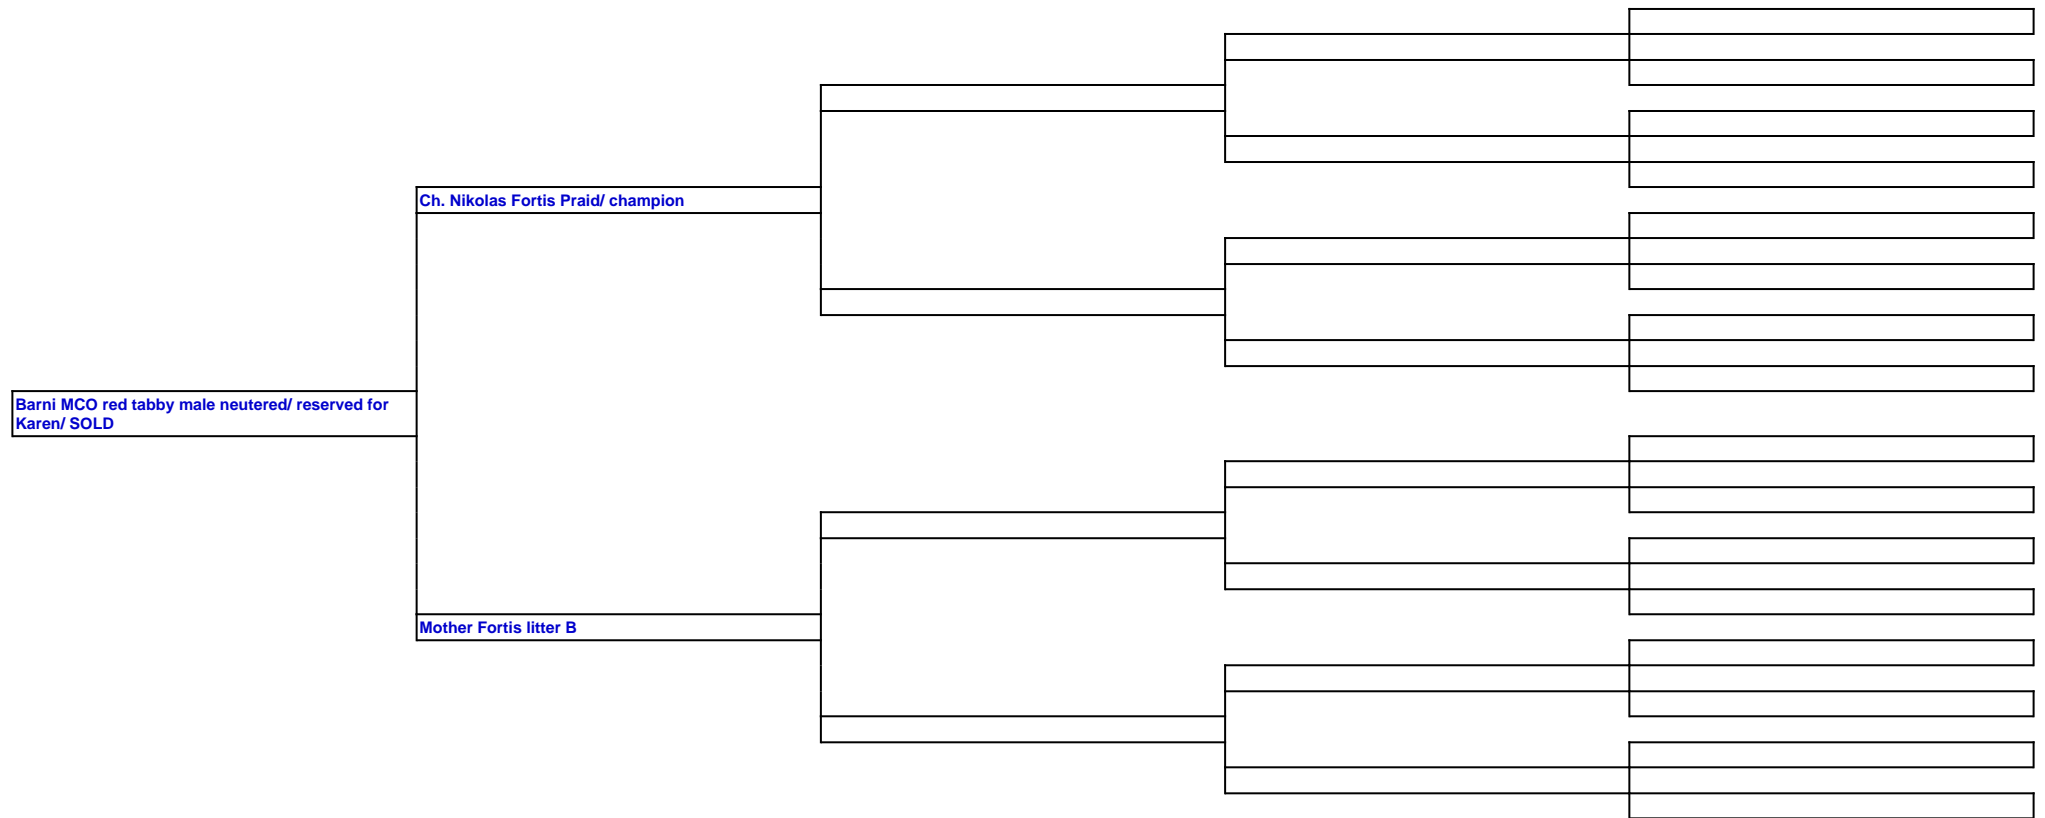 Ch. Nikolas Fortis Praid/ champion
Barni MCO red tabby male neutered/ reserved for
Karen/ SOLD
Mother Fortis litter B